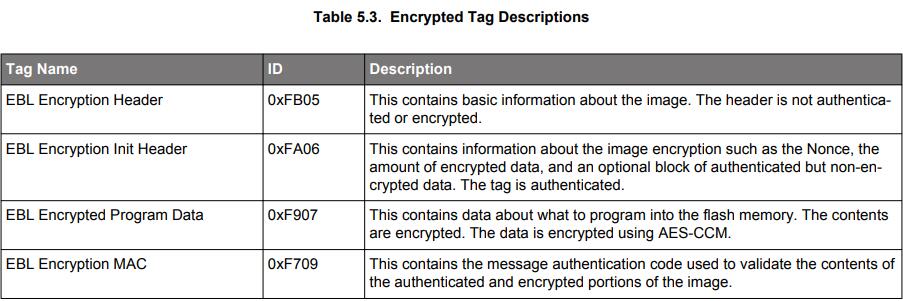 Table 5.3. Encrypted Tag Descriptions
Tag Name ID Description
EBL Encryption Header 0xFB05 This contains basic information about the image. The header is not authentica-
ted or encrypted.
EBL Encryption Init Header 0xFA06 This contains information about the image encryption such as the Nonce, the
amount of encrypted data, and an optional block of authenticated but non-en-
crypted data. The tag is authenticated.
EBL Encrypted Program Data 0xF907 This contains data about what to program into the flash memory. The contents
are encrypted. The data is encrypted using AES-CCM.
EBL Encryption MAC 0xF709 This contains the message authentication code used to validate the contents of
the authenticated and encrypted portions of the image.